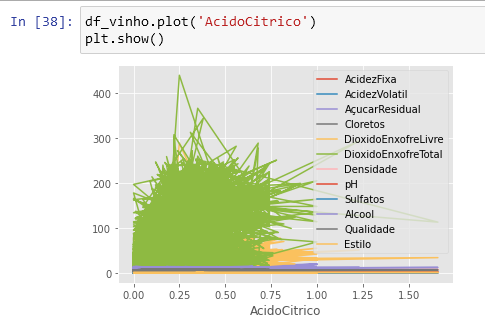 In [38]: df_vinho.plot('AcidoCitrico')
plt.show()
400
300
200
100
0
AcidezFixa
AcidezVolatil
AçucarResidual
Cloretos
DioxidoEnxofreLivre
DioxidoEnxofreTotal
Densidade
pH
Sulfatos
Alcool
Qualidade
Estilo
0.00 0.25 0.50 0.75 1.00 1.25 1.50
AcidoCitrico